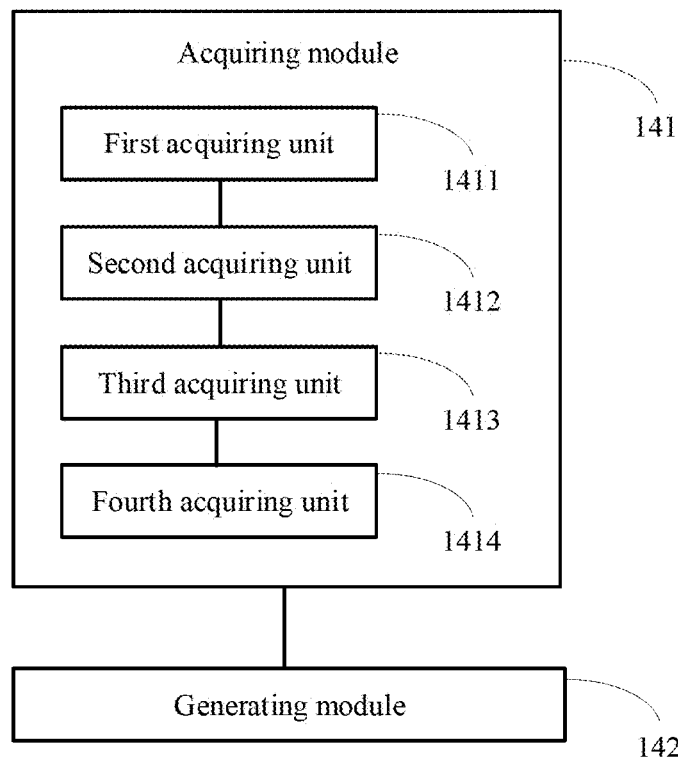 Acquiring module
141
First acquiring unit
1411
Second acquiring unit
1412
Third acquiring unit
1413
Fourth acquiring unit
1414
Generating module
142